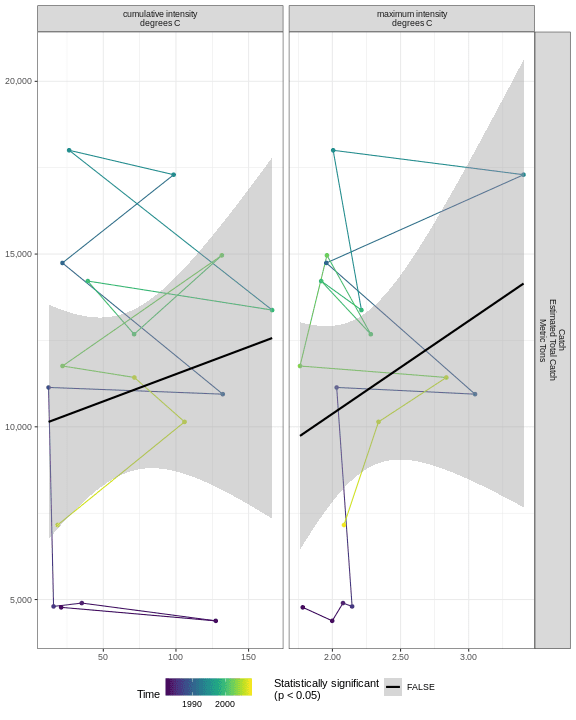 cumulative intensity
degrees C
maximum intensity
degrees C
20,000
15,000
10,000
5,000
Catch
Estimated Total Catch
Metric Tons
50
100
150
2.00
2.50
3.00
Time
1990
2000
Statistically significant
(p < 0.05)
FALSE